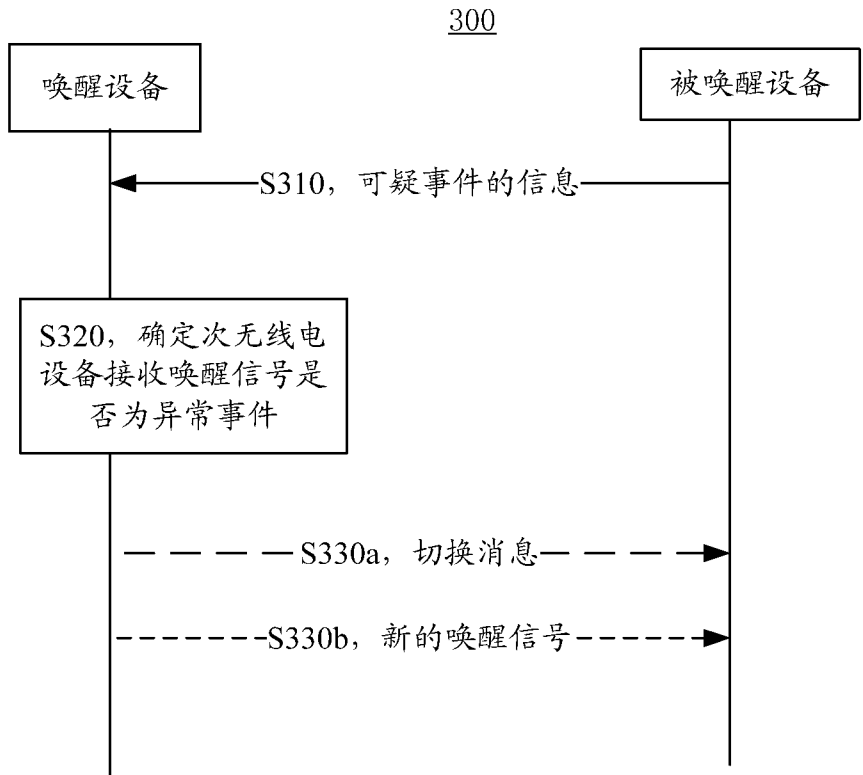 300
唤醒设备
被唤醒设备
S310，可疑事件的信息
S320，确定次无线电
设备接收唤醒信号是
否为异常事件
S330a，切换消息
S330b，新的唤醒信号